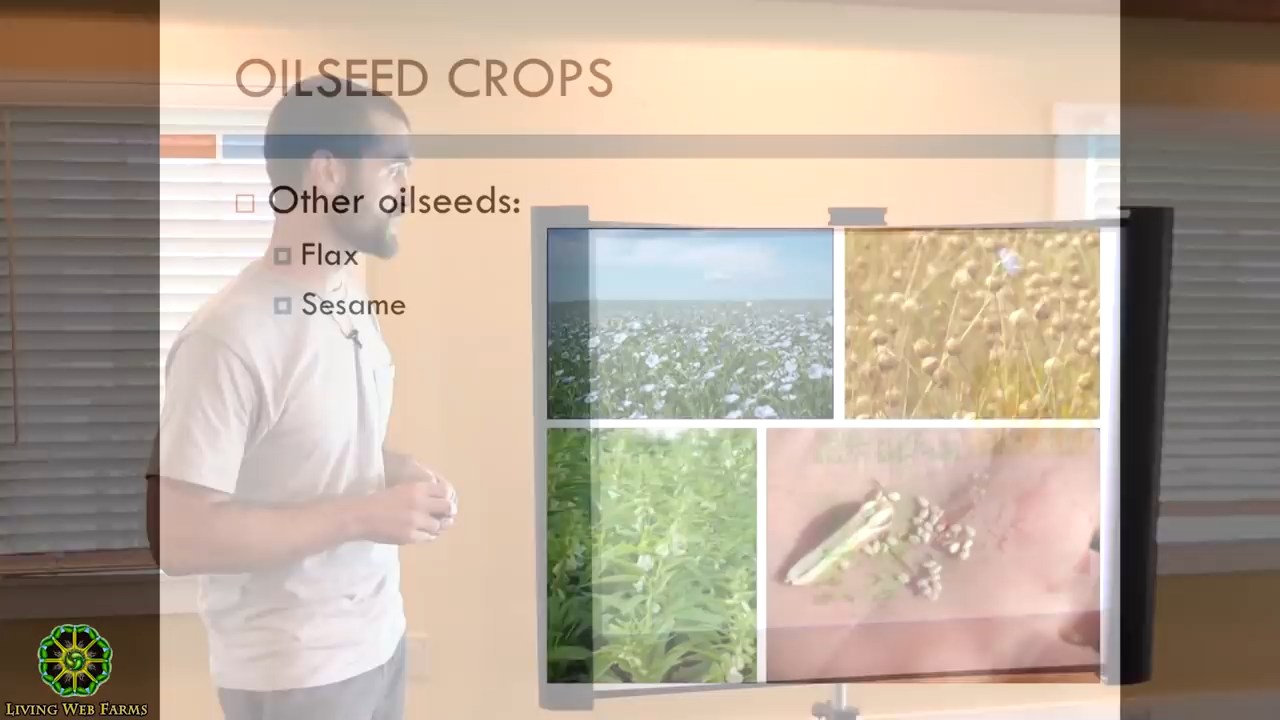 OILSEED CROPS
Other oilseeds:
Flax
Sesame
LIVING WEB FARMS